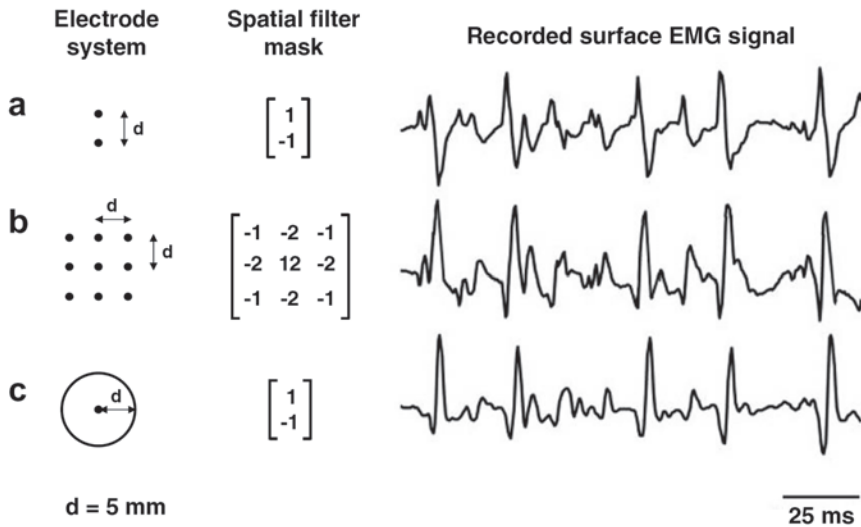 Electrode system
Spatial filter mask
Recorded surface EMG signal
a
d
1
-1
b
d
d
-1 -2 -1
-2 12 -2
-1 -2 -1
c
d
1
-1
d = 5 mm
25 ms